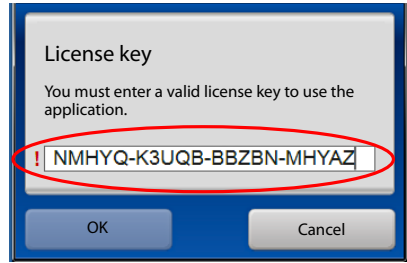 License key
You must enter a valid license key to use the
application.
! NMHYQ-K3UQB-BBZBN-MHYAZ
OK
Cancel